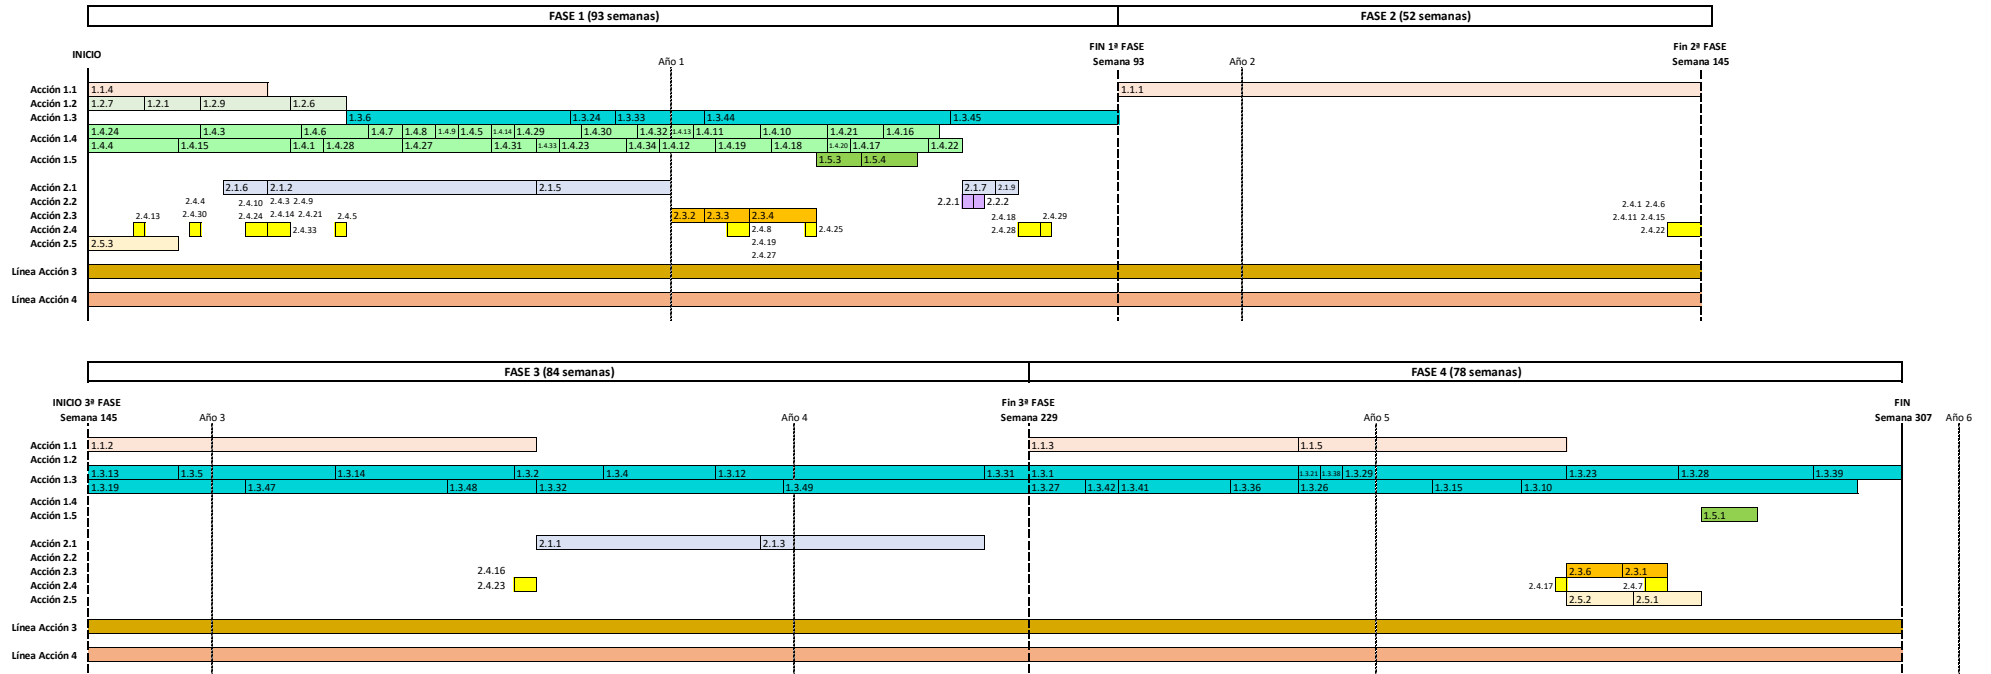 FASE 1 (93 semanas) FASE 2 (52 semanas)
INICIO
FIN 1ª FASE
Semana 93
Fin 2ª FASE
Semana 145
Año 1 Año 2
Acción 1.1 1.1.4 1.1.1
Acción 1.2 1.2.7 1.2.1 1.2.9 1.2.6
Acción 1.3 1.3.6 1.3.24 1.3.33 1.3.44 1.3.45
Acción 1.4
1.4.24 1.4.3 1.4.6 1.4.7 1.4.8 1.4.9 1.4.5 1.4.14 1.4.29 1.4.30 1.4.32 1.4.13 1.4.11 1.4.10 1.4.21 1.4.16
1.4.4 1.4.15 1.4.1 1.4.28 1.4.27 1.4.31 1.4.33 1.4.23 1.4.34 1.4.12 1.4.19 1.4.18 1.4.20 1.4.17 1.4.22
Acción 1.5 1.5.3 1.5.4
Acción 2.1 2.1.6 2.1.2 2.1.5 2.1.7 2.1.9
Acción 2.2 2.4.4 2.4.10 2.4.3 2.4.9 2.2.1 2.2.2 2.4.1 2.4.6
Acción 2.3 2.4.13 2.4.30 2.4.24 2.4.14 2.4.21 2.4.5 2.3.2 2.3.3 2.3.4 2.4.18 2.4.29 2.4.11 2.4.15
Acción 2.4 2.4.33 2.4.8 2.4.25 2.4.28 2.4.22
Acción 2.5 2.5.3 2.4.19
2.4.27
Línea Acción 3
Línea Acción 4
FASE 3 (84 semanas) FASE 4 (78 semanas)
INICIO 3ª FASE
Semana 145
Fin 3ª FASE
Semana 229
FIN
Semana 307
Año 3 Año 4 Año 5 Año 6
Acción 1.1 1.1.2 1.1.3 1.1.5
Acción 1.2
Acción 1.3
1.3.13 1.3.5 1.3.14 1.3.2 1.3.4 1.3.12 1.3.31 1.3.1 1.3.21 1.3.38 1.3.29 1.3.23 1.3.28 1.3.39
1.3.19 1.3.47 1.3.48 1.3.32 1.3.49 1.3.27 1.3.42 1.3.41 1.3.36 1.3.26 1.3.15 1.3.10
Acción 1.4
Acción 1.5 1.5.1
Acción 2.1 2.1.1 2.1.3
Acción 2.2
Acción 2.3 2.4.16 2.3.6 2.3.1
Acción 2.4 2.4.23 2.4.17 2.4.7
Acción 2.5 2.5.2 2.5.1
Línea Acción 3
Línea Acción 4